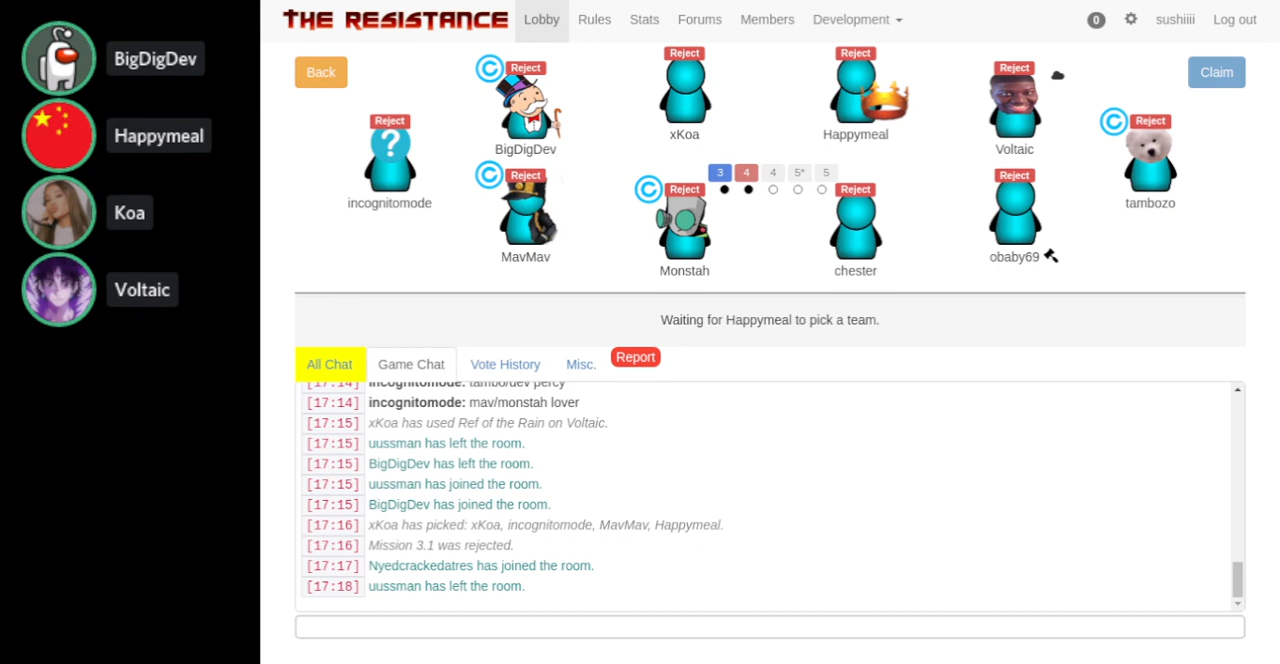 BigDigDev
Happymeal
Koa
Voltaic
THE RESISTANCE
Lobby Rules Stats Forums Members Development
0 sushiiii Log out
Back
Claim
Reject
incognitomode
C Reject
BigDigDev
Reject
xKoa
Reject
Happymeal
Reject
Voltaic
C Reject
tambozo
C Reject
MavMav
C Reject
Monstah
3 4 4 5* 5
Reject
chester
Reject
obaby69
?
Waiting for Happymeal to pick a team.
All Chat Game Chat Vote History Misc. Report
[17:14] incognitomode: tambo/dev percy
[17:14] incognitomode: mav/monstah lover
[17:15] xKoa has used Ref of the Rain on Voltaic.
[17:15] uussman has left the room.
[17:15] BigDigDev has left the room.
[17:15] uussman has joined the room.
[17:15] BigDigDev has joined the room.
[17:16] xKoa has picked: xKoa, incognitomode, MavMav, Happymeal.
[17:16] Mission 3.1 was rejected.
[17:17] Nyedcrackedatres has joined the room.
[17:18] uussman has left the room.